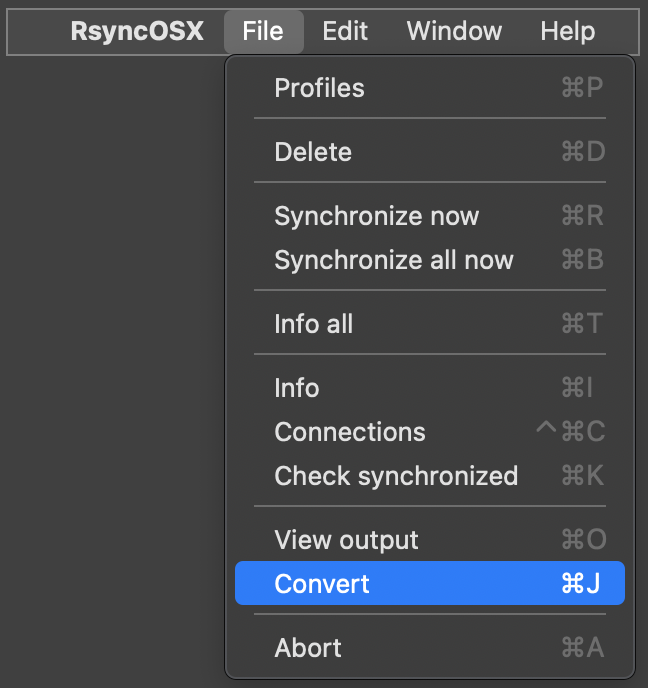 RsyncOSX File Edit Window Help
Profiles ⌘P
Delete ⌘D
Synchronize now ⌘R
Synchronize all now ⌘B
Info all ⌘T
Info ⌘I
Connections ^⌘C
Check synchronized ⌘K
View output ⌘O
Convert ⌘J
Abort ⌘A